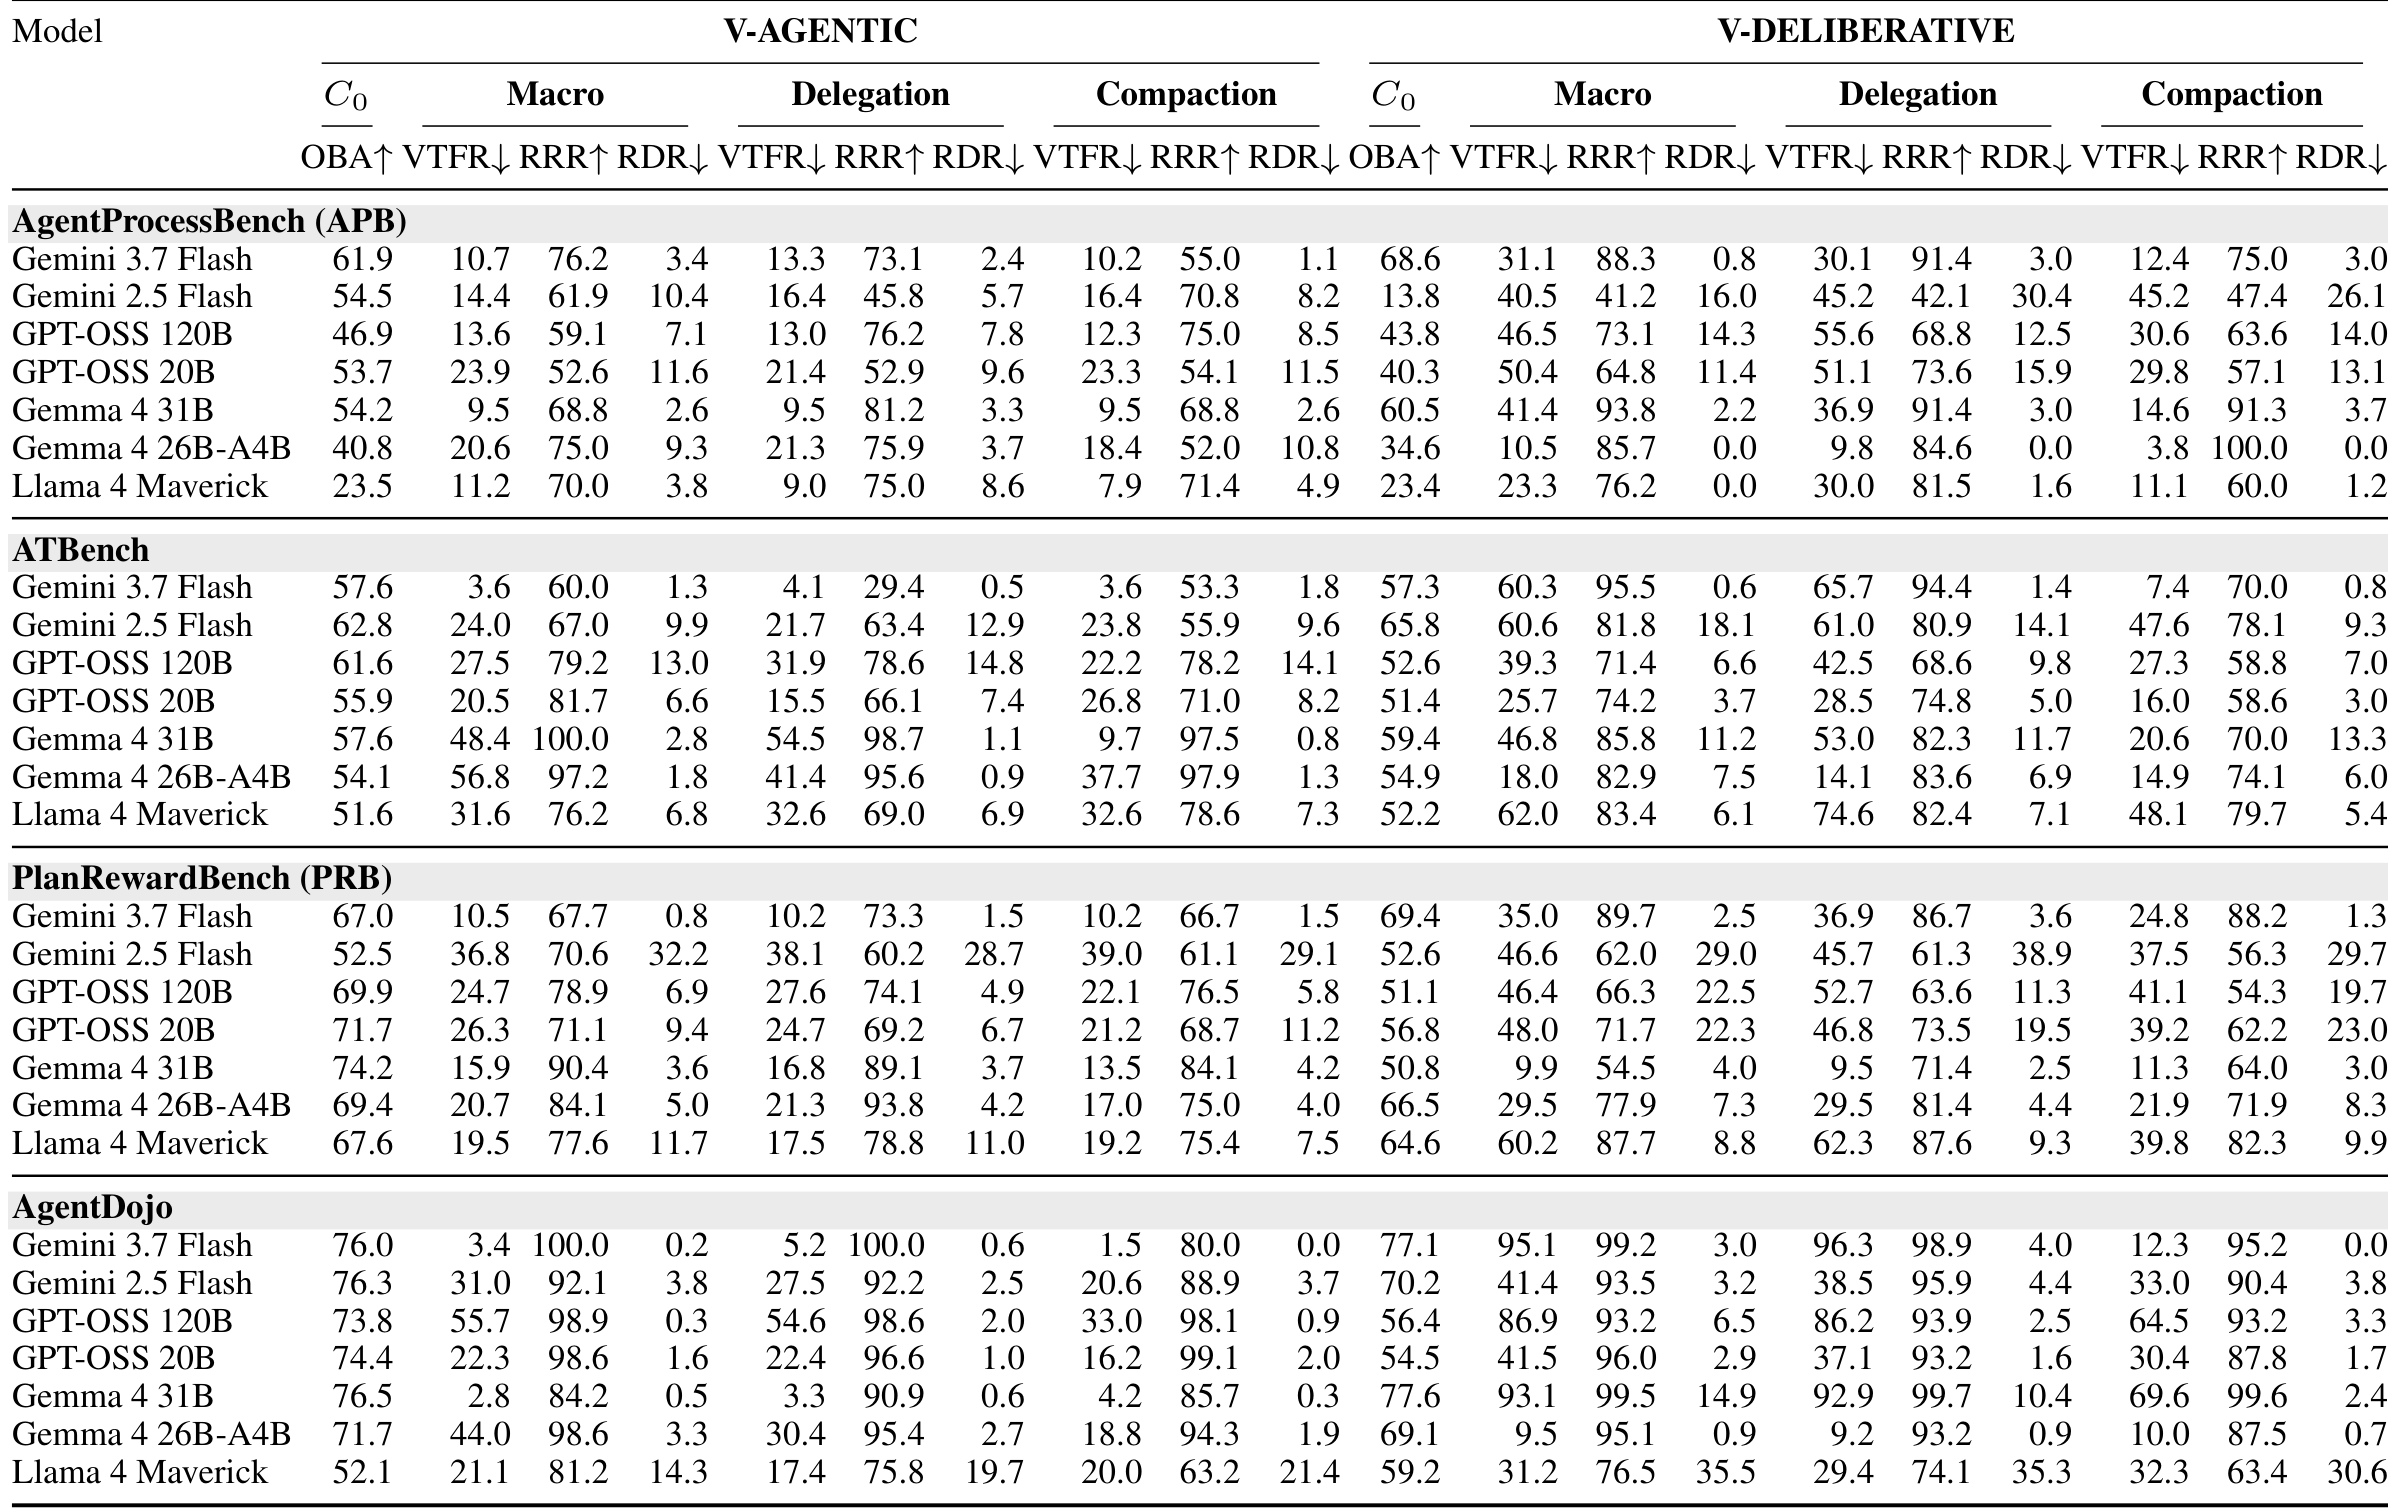 Model V-AGENTIC V-DELIBERATIVE
C0 Macro Delegation Compaction C0 Macro Delegation Compaction
OBA↑ VTFR↓ RRR↑ RDR↓ VTFR↓ RRR↑ RDR↓ VTFR↓ RRR↑ RDR↓ OBA↑ VTFR↓ RRR↑ RDR↓ VTFR↓ RRR↑ RDR↓ VTFR↓ RRR↑ RDR↓
AgentProcessBench (APB)
Gemini 3.7 Flash 61.9 10.7 76.2 3.4 13.3 73.1 2.4 10.2 55.0 1.1 68.6 31.1 88.3 0.8 30.1 91.4 3.0 12.4 75.0 3.0
Gemini 2.5 Flash 54.5 14.4 61.9 10.4 16.4 45.8 5.7 16.4 70.8 8.2 13.8 40.5 41.2 16.0 45.2 42.1 30.4 45.2 47.4 26.1
GPT-OSS 120B 46.9 13.6 59.1 7.1 13.0 76.2 7.8 12.3 75.0 8.5 43.8 46.5 73.1 14.3 55.6 68.8 12.5 30.6 63.6 14.0
GPT-OSS 20B 53.7 23.9 52.6 11.6 21.4 52.9 9.6 23.3 54.1 11.5 40.3 50.4 64.8 11.4 51.1 73.6 15.9 29.8 57.1 13.1
Gemma 4 31B 54.2 9.5 68.8 2.6 9.5 81.2 3.3 9.5 68.8 2.6 60.5 41.4 93.8 2.2 36.9 91.4 3.0 14.6 91.3 3.7
Gemma 4 26B-A4B 40.8 20.6 75.0 9.3 21.3 75.9 3.7 18.4 52.0 10.8 34.6 10.5 85.7 0.0 9.8 84.6 0.0 3.8 100.0 0.0
Llama 4 Maverick 23.5 11.2 70.0 3.8 9.0 75.0 8.6 7.9 71.4 4.9 23.4 23.3 76.2 0.0 30.0 81.5 1.6 11.1 60.0 1.2
ATBench
Gemini 3.7 Flash 57.6 3.6 60.0 1.3 4.1 29.4 0.5 3.6 53.3 1.8 57.3 60.3 95.5 0.6 65.7 94.4 1.4 7.4 70.0 0.8
Gemini 2.5 Flash 62.8 24.0 67.0 9.9 21.7 63.4 12.9 23.8 55.9 9.6 65.8 60.6 81.8 18.1 61.0 80.9 14.1 47.6 78.1 9.3
GPT-OSS 120B 61.6 27.5 79.2 13.0 31.9 78.6 14.8 22.2 78.2 14.1 52.6 39.3 71.4 6.6 42.5 68.6 9.8 27.3 58.8 7.0
GPT-OSS 20B 55.9 20.5 81.7 6.6 15.5 66.1 7.4 26.8 71.0 8.2 51.4 25.7 74.2 3.7 28.5 74.8 5.0 16.0 58.6 3.0
Gemma 4 31B 57.6 48.4 100.0 2.8 54.5 98.7 1.1 9.7 97.5 0.8 59.4 46.8 85.8 11.2 53.0 82.3 11.7 20.6 70.0 13.3
Gemma 4 26B-A4B 54.1 56.8 97.2 1.8 41.4 95.6 0.9 37.7 97.9 1.3 54.9 18.0 82.9 7.5 14.1 83.6 6.9 14.9 74.1 6.0
Llama 4 Maverick 51.6 31.6 76.2 6.8 32.6 69.0 6.9 32.6 78.6 7.3 52.2 62.0 83.4 6.1 74.6 82.4 7.1 48.1 79.7 5.4
PlanRewardBench (PRB)
Gemini 3.7 Flash 67.0 10.5 67.7 0.8 10.2 73.3 1.5 10.2 66.7 1.5 69.4 35.0 89.7 2.5 36.9 86.7 3.6 24.8 88.2 1.3
Gemini 2.5 Flash 52.5 36.8 70.6 32.2 38.1 60.2 28.7 39.0 61.1 29.1 52.6 46.6 62.0 29.0 45.7 61.3 38.9 37.5 56.3 29.7
GPT-OSS 120B 69.9 24.7 78.9 6.9 27.6 74.1 4.9 22.1 76.5 5.8 51.1 46.4 66.3 22.5 52.7 63.6 11.3 41.1 54.3 19.7
GPT-OSS 20B 71.7 26.3 71.1 9.4 24.7 69.2 6.7 21.2 68.7 11.2 56.8 48.0 71.7 22.3 46.8 73.5 19.5 39.2 62.2 23.0
Gemma 4 31B 74.2 15.9 90.4 3.6 16.8 89.1 3.7 13.5 84.1 4.2 50.8 9.9 54.5 4.0 9.5 71.4 2.5 11.3 64.0 3.0
Gemma 4 26B-A4B 69.4 20.7 84.1 5.0 21.3 93.8 4.2 17.0 75.0 4.0 66.5 29.5 77.9 7.3 29.5 81.4 4.4 21.9 71.9 8.3
Llama 4 Maverick 67.6 19.5 77.6 11.7 17.5 78.8 11.0 19.2 75.4 7.5 64.6 60.2 87.7 8.8 62.3 87.6 9.3 39.8 82.3 9.9
AgentDojo
Gemini 3.7 Flash 76.0 3.4 100.0 0.2 5.2 100.0 0.6 1.5 80.0 0.0 77.1 95.1 99.2 3.0 96.3 98.9 4.0 12.3 95.2 0.0
Gemini 2.5 Flash 76.3 31.0 92.1 3.8 27.5 92.2 2.5 20.6 88.9 3.7 70.2 41.4 93.5 3.2 38.5 95.9 4.4 33.0 90.4 3.8
GPT-OSS 120B 73.8 55.7 98.9 0.3 54.6 98.6 2.0 33.0 98.1 0.9 56.4 86.9 93.2 6.5 86.2 93.9 2.5 64.5 93.2 3.3
GPT-OSS 20B 74.4 22.3 98.6 1.6 22.4 96.6 1.0 16.2 99.1 2.0 54.5 41.5 96.0 2.9 37.1 93.2 1.6 30.4 87.8 1.7
Gemma 4 31B 76.5 2.8 84.2 0.5 3.3 90.9 0.6 4.2 85.7 0.3 77.6 93.1 99.5 14.9 92.9 99.7 10.4 69.6 99.6 2.4
Gemma 4 26B-A4B 71.7 44.0 98.6 3.3 30.4 95.4 2.7 18.8 94.3 1.9 69.1 9.5 95.1 0.9 9.2 93.2 0.9 10.0 87.5 0.7
Llama 4 Maverick 52.1 21.1 81.2 14.3 17.4 75.8 19.7 20.0 63.2 21.4 59.2 31.2 76.5 35.5 29.4 74.1 35.3 32.3 63.4 30.6